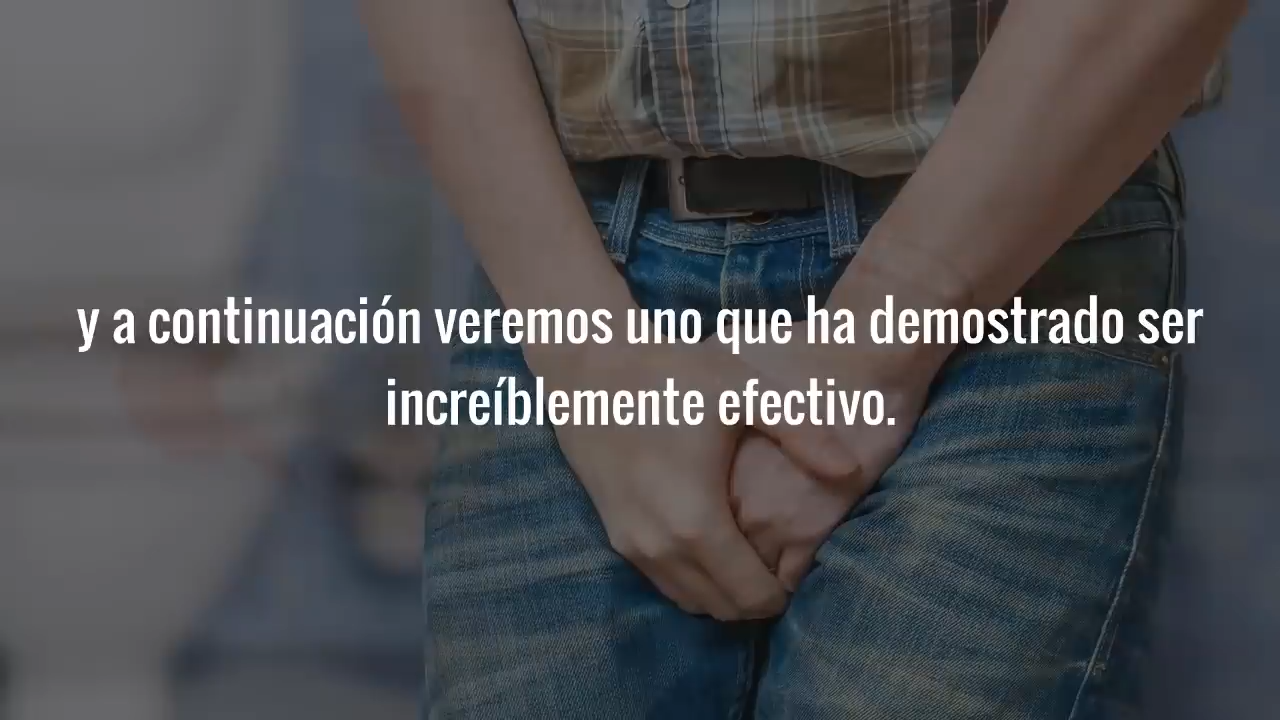 y a continuación veremos uno que ha demostrado ser
increíblemente efectivo.